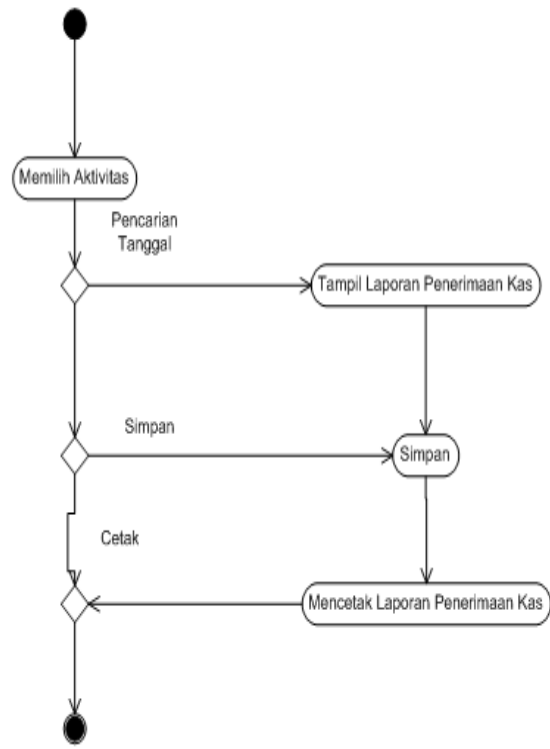 Memilih Aktivitas
Pencarian
Tanggal
Tampil Laporan Penerimaan Kas
Simpan
Simpan
Cetak
Mencetak Laporan Penerimaan Kas